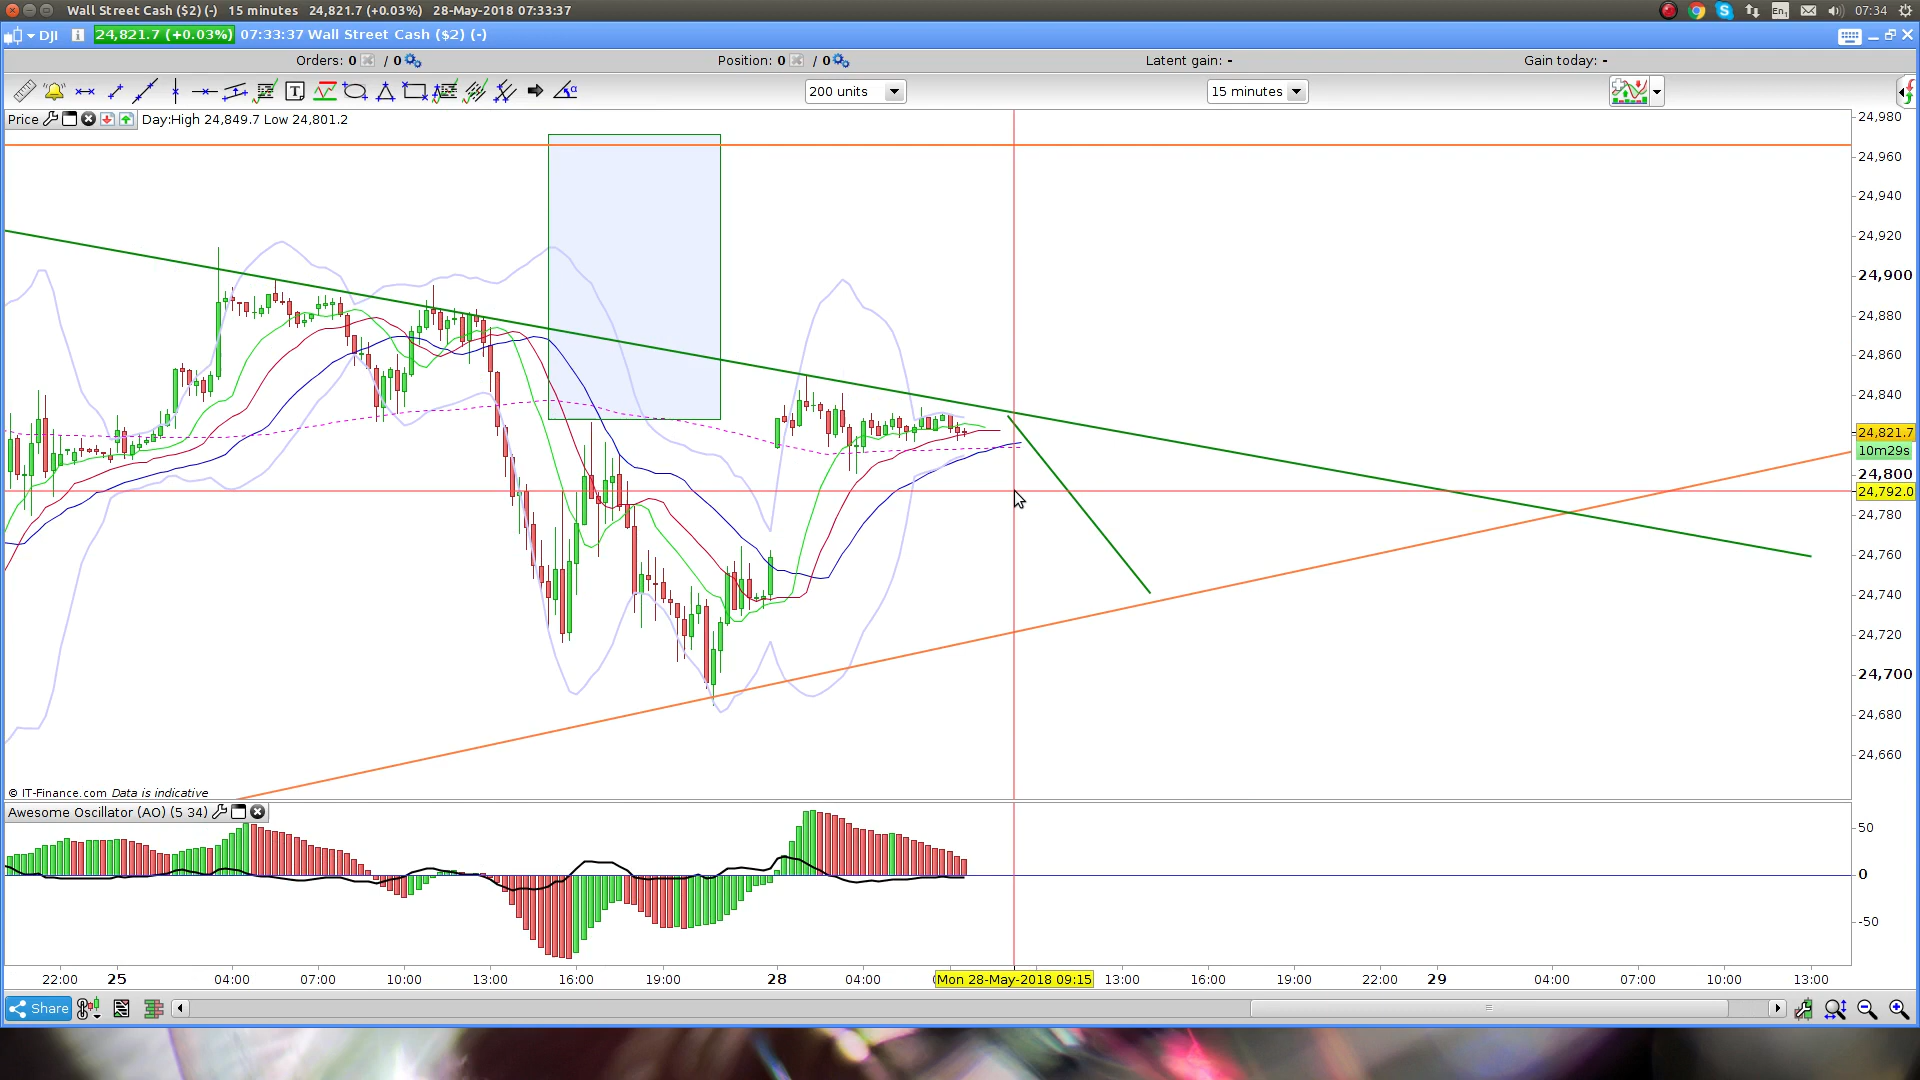 Wall Street Cash ($2) (-)   15 minutes   24,821.7 (+0.03%)   28-May-2018 07:33:37
En1
07:34
DJI
i
24,821.7 (+0.03%) 07:33:37 Wall Street Cash ($2) (-)
Orders: 0 / 0
Position: 0 / 0
Latent gain: -
Gain today: -
T
200 units
15 minutes
Price
Day:High 24,849.7 Low 24,801.2
24,980
24,960
24,940
24,920
24,900
24,880
24,860
24,840
24,821.7
10m29s
24,800
24,792.0
24,780
24,760
24,740
24,720
24,700
24,680
24,660
© IT-Finance.com Data is indicative
Awesome Oscillator (AO) (5 34)
50
0
-50
22:00 25 04:00 07:00 10:00 13:00 16:00 19:00 28 04:00 Mon 28-May-2018 09:15 13:00 16:00 19:00 22:00 29 04:00 07:00 10:00 13:00
Share